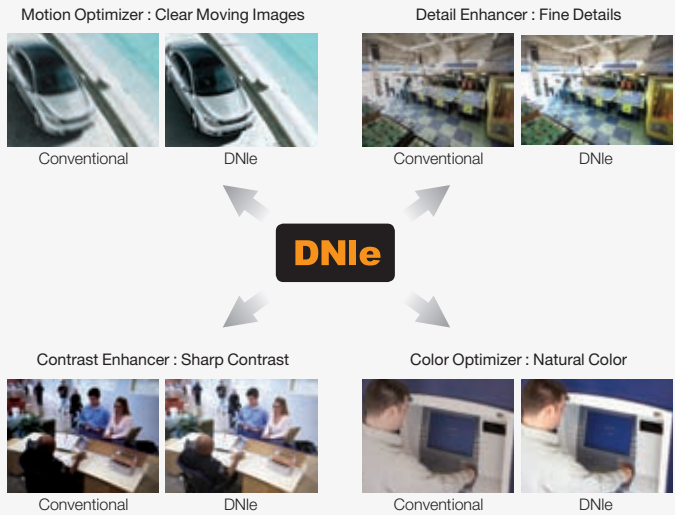 Motion Optimizer : Clear Moving Images
Detail Enhancer : Fine Details
Conventional
DNIe
Conventional
DNIe
DNIe
Contrast Enhancer : Sharp Contrast
Color Optimizer : Natural Color
Conventional
DNIe
Conventional
DNIe